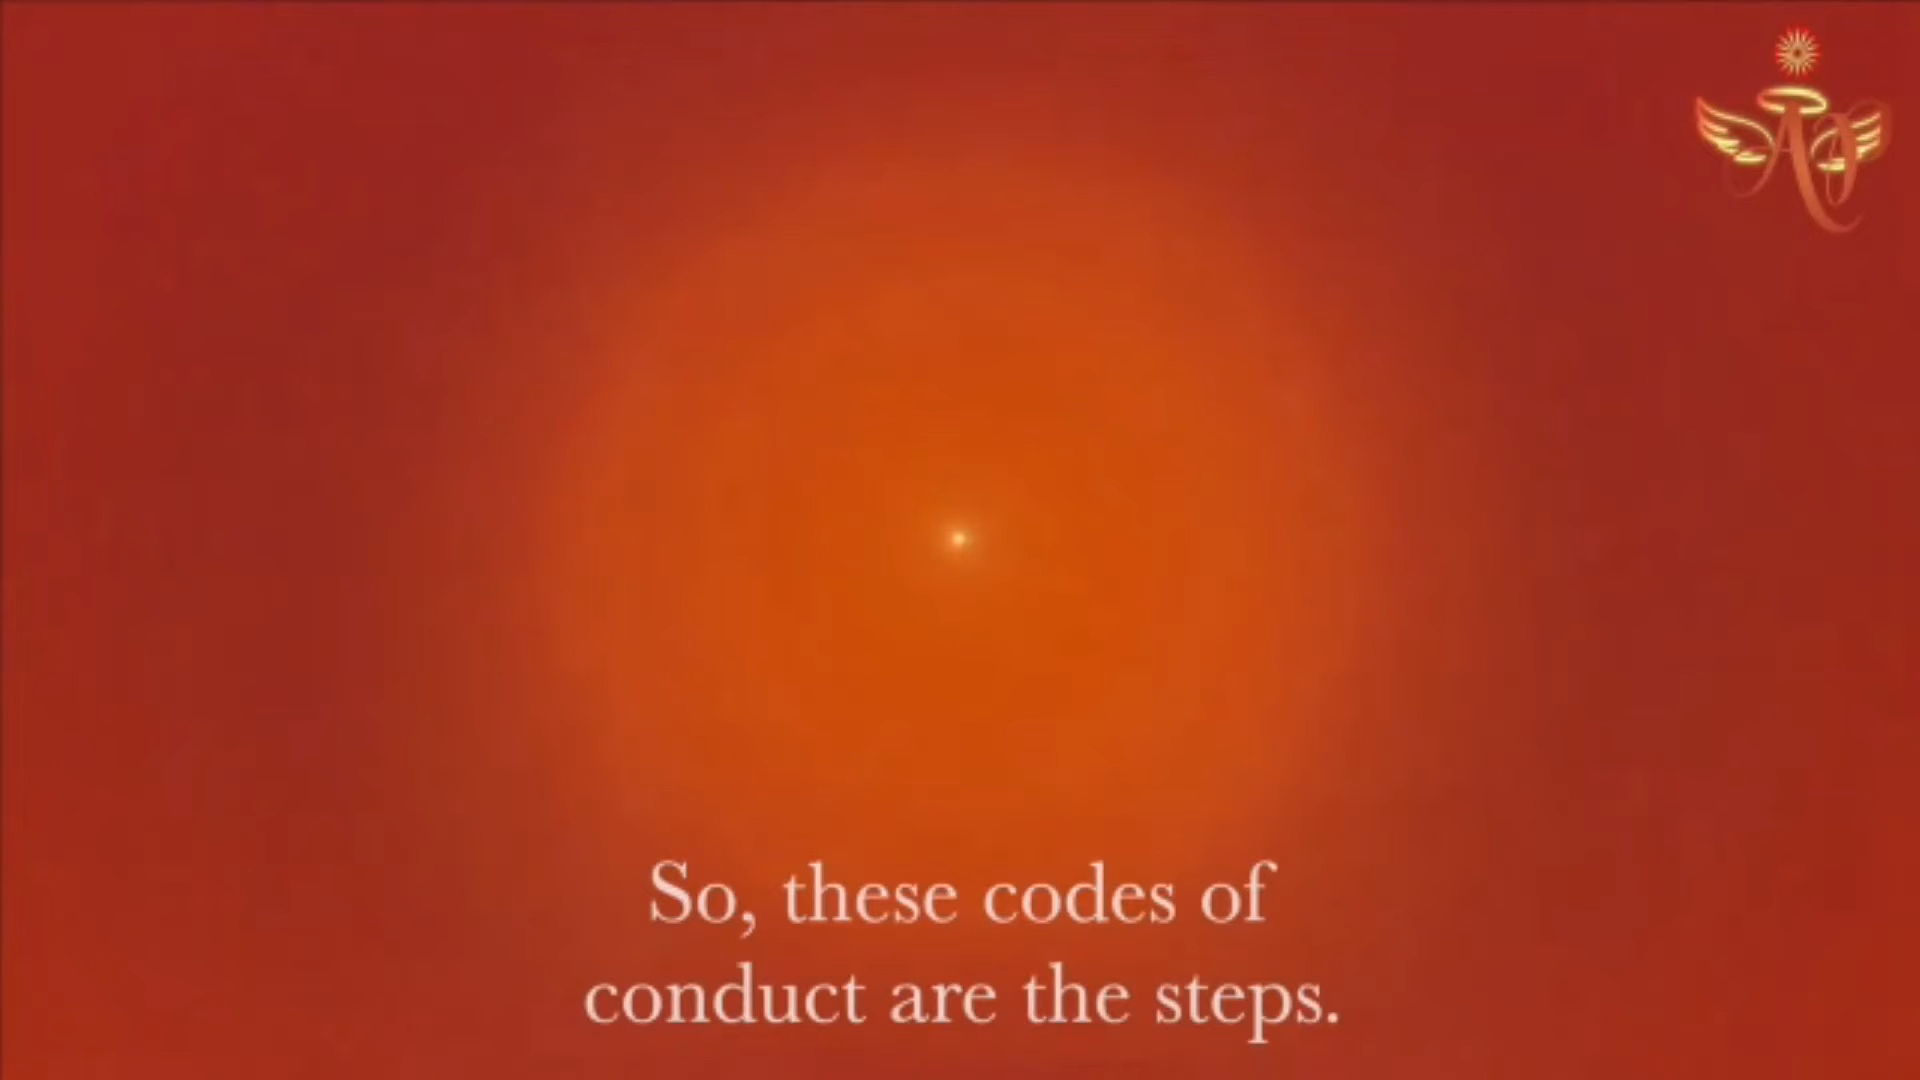 So, these codes of
conduct are the steps.